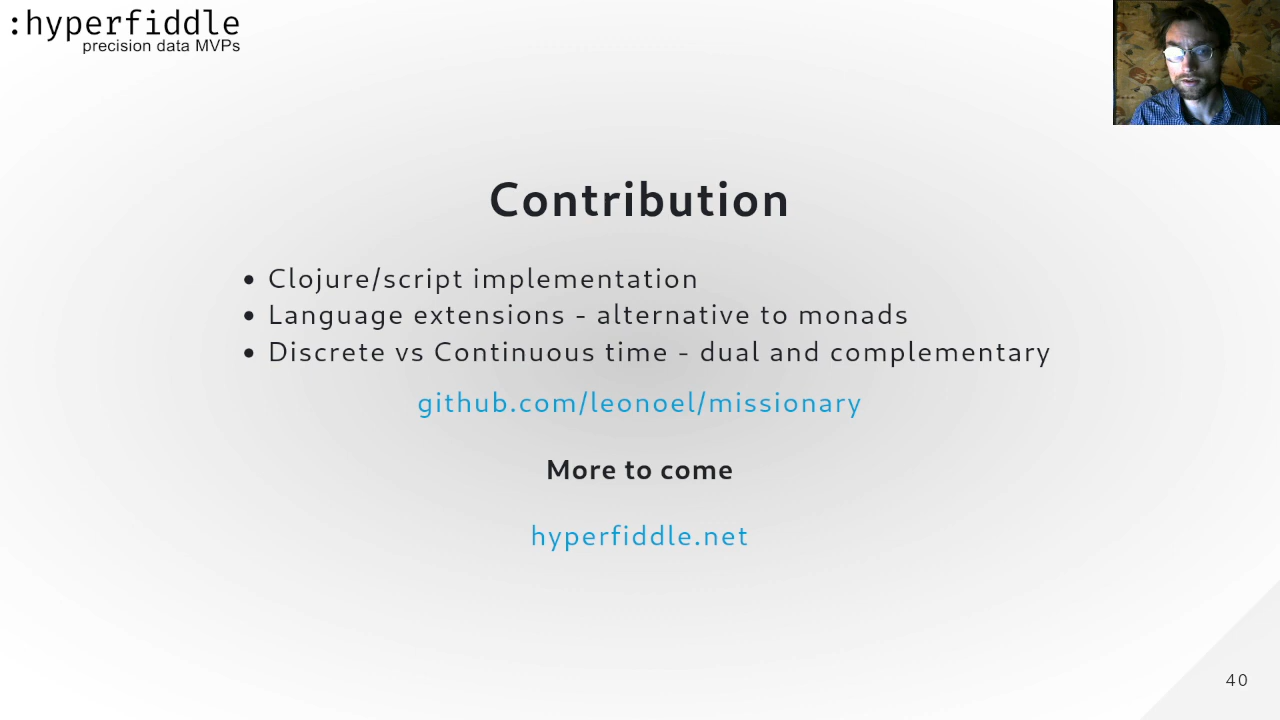 :hyperfiddle
precision data MVPs
Contribution
Clojure/script implementation
Language extensions - alternative to monads
Discrete vs Continuous time - dual and complementary
github.com/leonoel/missionary
More to come
hyperfiddle.net
40